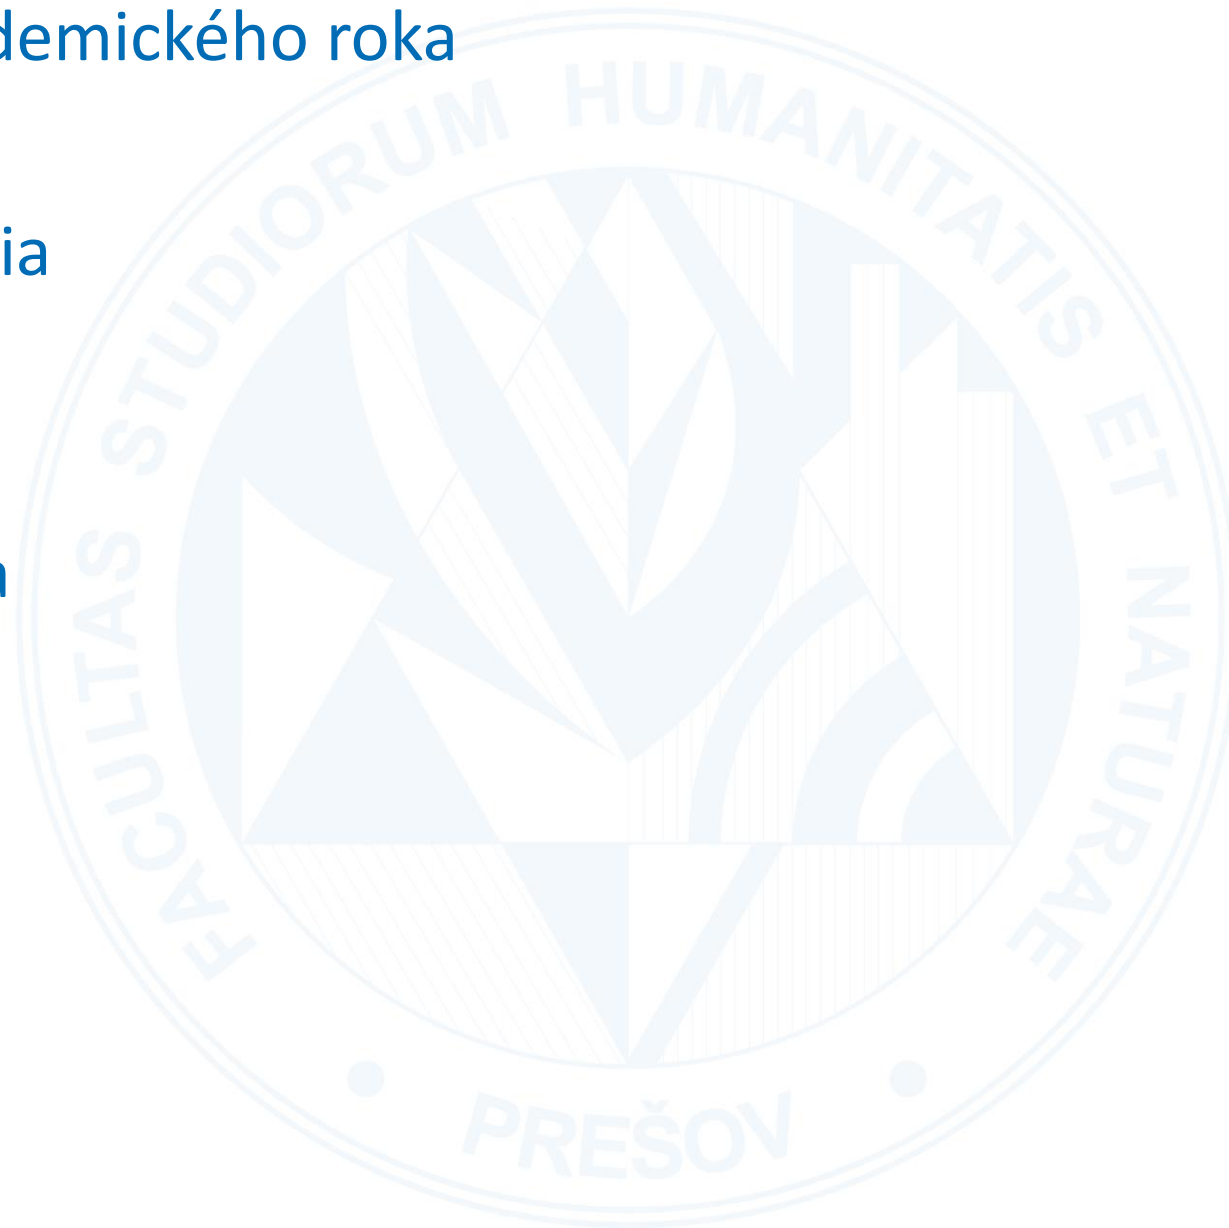 demického roka
ia
a
FACULTAS STUDIORUM HUMANITATIS ET NATURAE
PREŠOV